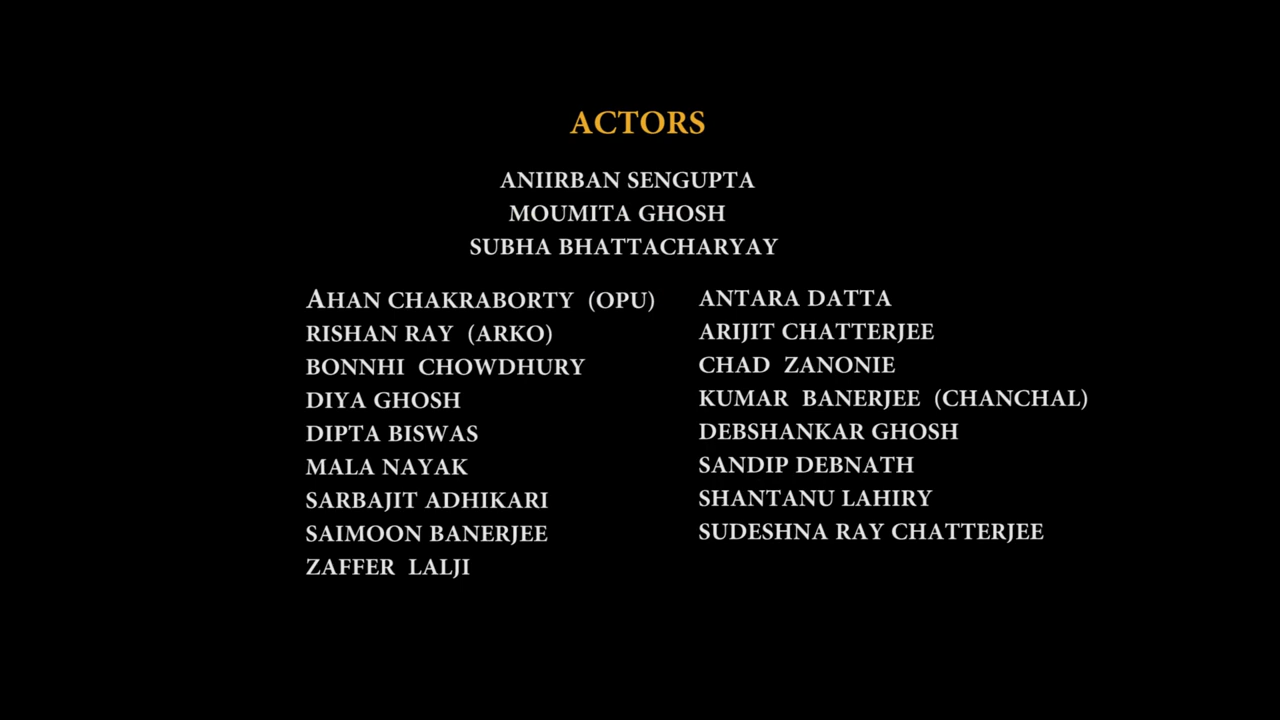 ACTORS
ANIIRBAN SENGUPTA
MOUMITA GHOSH
SUBHA BHATTACHARYAY
AHAN CHAKRABORTY (OPU)
RISHAN RAY (ARKO)
BONNHI CHOWDHURY
DIYA GHOSH
DIPTA BISWAS
MALA NAYAK
SARBAJIT ADHIKARI
SAIMOON BANERJEE
ZAFFER LALJI
ANTARA DATTA
ARIJIT CHATTERJEE
CHAD ZANONIE
KUMAR BANERJEE (CHANCHAL)
DEBSHANKAR GHOSH
SANDIP DEBNATH
SHANTANU LAHIRY
SUDESHNA RAY CHATTERJEE